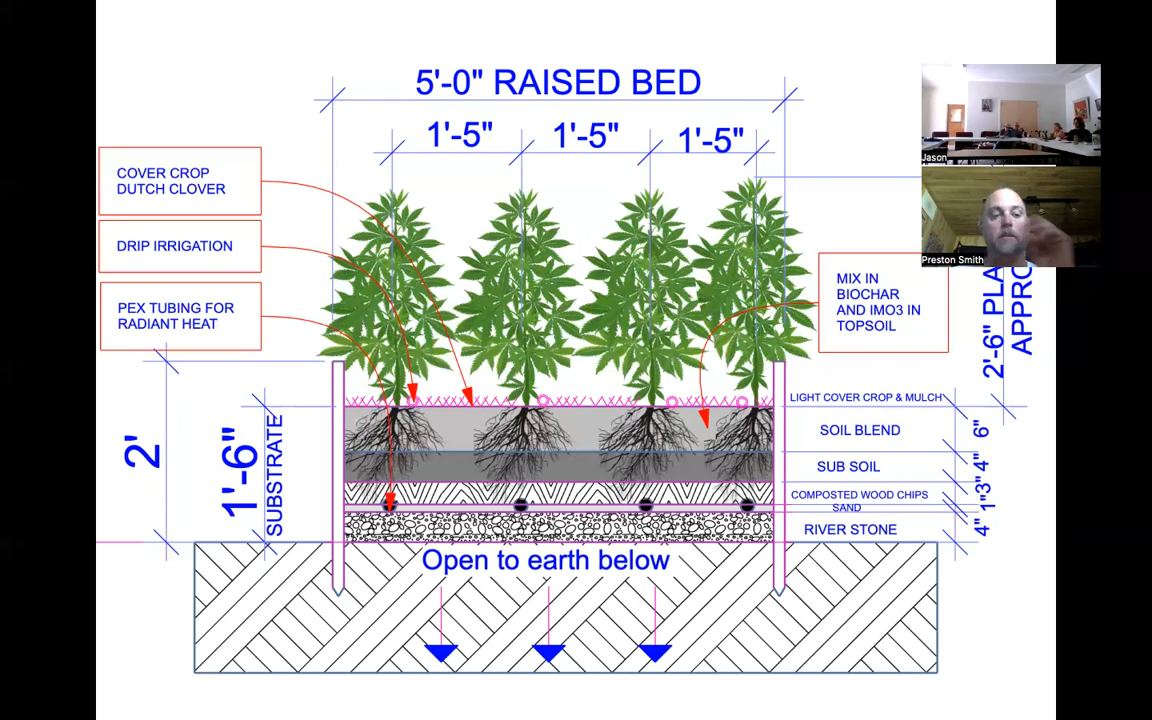 5'-0" RAISED BED
1'-5"
1'-5"
1'-5"
COVER CROP
DUTCH CLOVER
DRIP IRRIGATION
PEX TUBING FOR
RADIANT HEAT
Jason
Preston Smith
MIX IN
BIOCHAR
AND IMO3 IN
TOPSOIL
2'-6" PLA
APPRO
2'
1'-6"
SUBSTRATE
LIGHT COVER CROP & MULCH
SOIL BLEND
6"
SUB SOIL
4"
COMPOSTED WOOD CHIPS
3"
SAND
1"
RIVER STONE
4"
Open to earth below